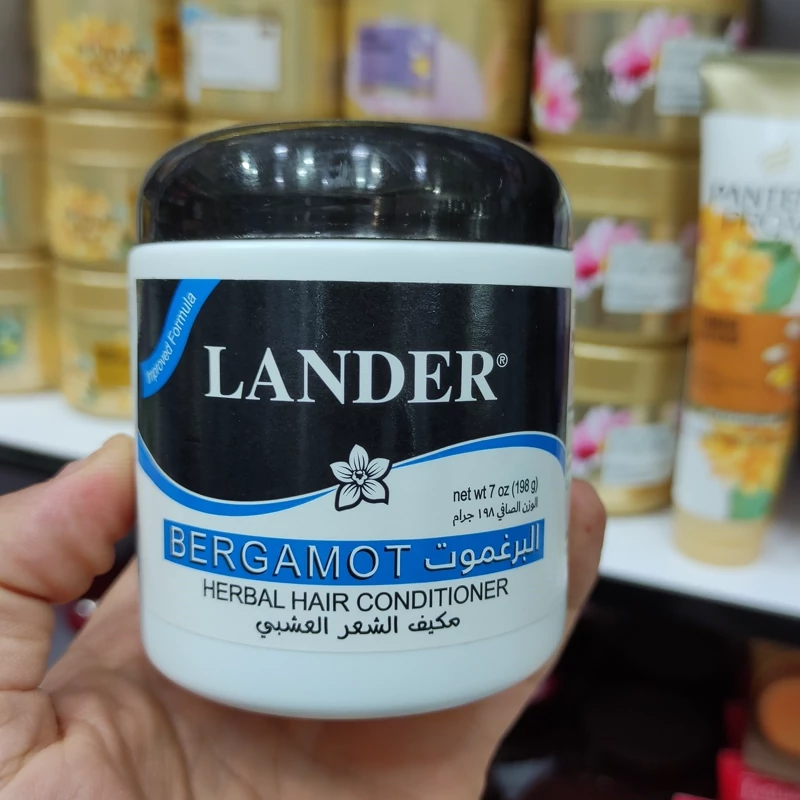 Improved Formula
LANDER®
net wt 7 oz (198 g)
الوزن الصافي ١٩٨ جرام
BERGAMOT البرغموت
HERBAL HAIR CONDITIONER
مكيف الشعر العشبي
PANTENE